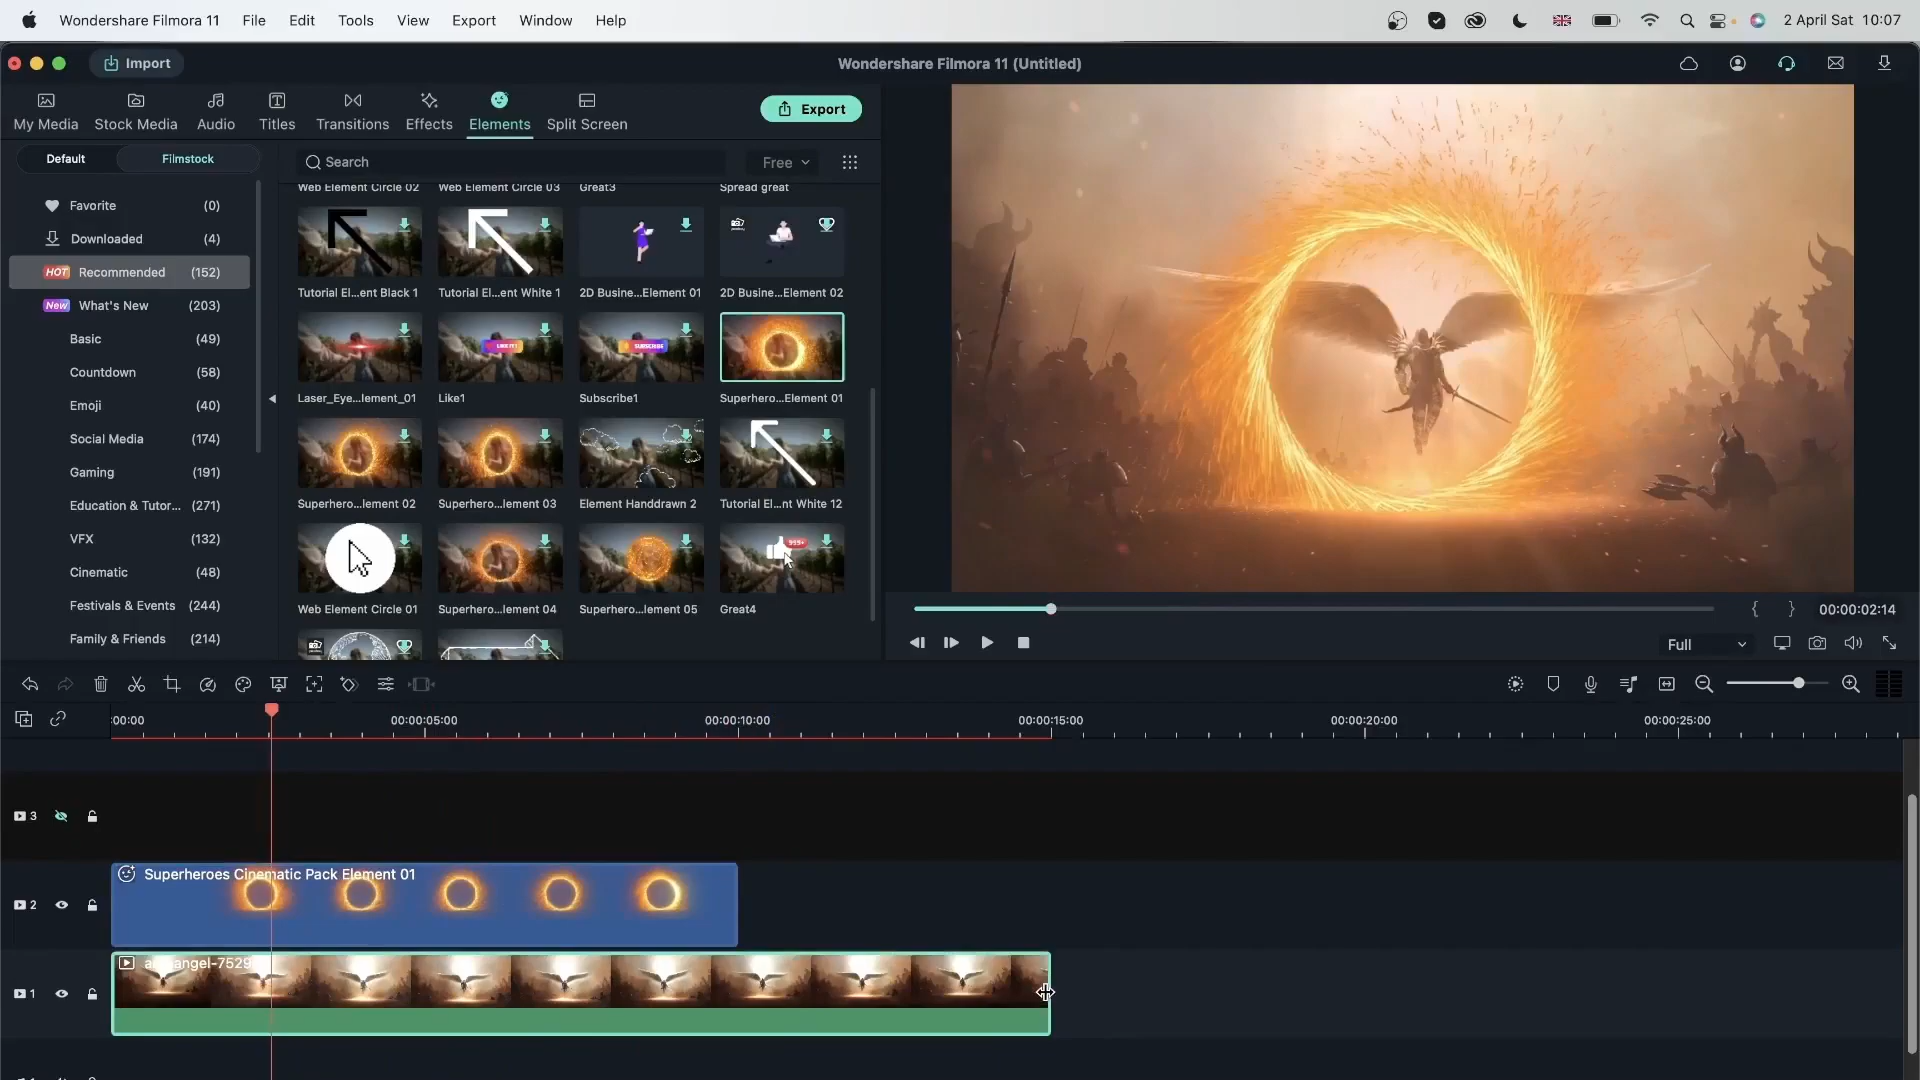 Wondershare Filmora 11 File Edit Tools View Export Window Help 2 April Sat 10:07
Import Wondershare Filmora 11 (Untitled)
My Media Stock Media Audio Titles Transitions Effects Elements Split Screen Export
Default Filmstock Search Free
Web Element Circle 02 Web Element Circle 03 Great3 Spread great
Favorite (0)
Downloaded (4)
HOT Recommended (152)
New What's New (203)
Basic (49)
Countdown (58)
Emoji (40)
Social Media (174)
Gaming (191)
Education & Tutor... (271)
VFX (132)
Cinematic (48)
Festivals & Events (244)
Family & Friends (214)
Tutorial El...ent Black 1 Tutorial El...ent White 1 2D Busine...Element 01 2D Busine...Element 02
LIKE IT! SUBSCRIBE
Laser_Eye...lement_01 Like1 Subscribe1 Superhero...Element 01
Superhero...lement 02 Superhero...lement 03 Element Handdrawn 2 Tutorial El...nt White 12
999+
Web Element Circle 01 Superhero...lement 04 Superhero...lement 05 Great4
{ } 00:00:02:14
Full
:00:00 00:00:05:00 00:00:10:00 00:00:15:00 00:00:20:00 00:00:25:00
3
2 Superheroes Cinematic Pack Element 01
1